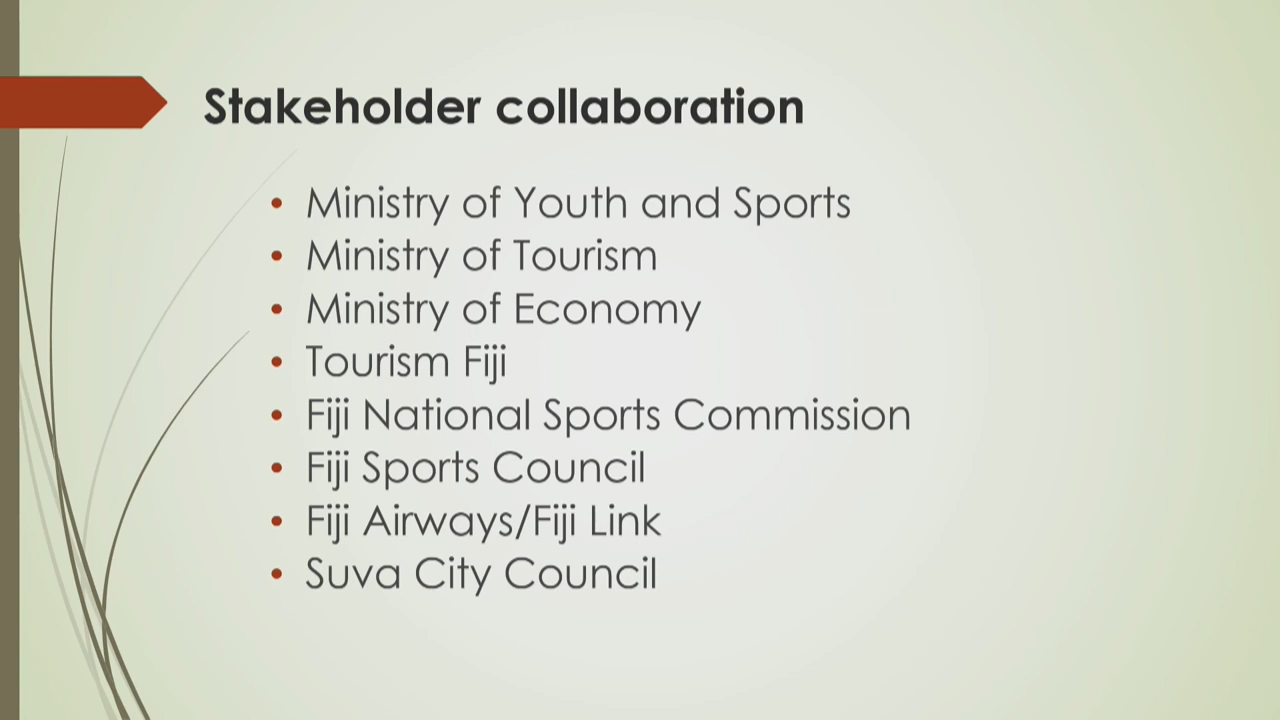 Stakeholder collaboration
• Ministry of Youth and Sports
• Ministry of Tourism
• Ministry of Economy
• Tourism Fiji
• Fiji National Sports Commission
• Fiji Sports Council
• Fiji Airways/Fiji Link
• Suva City Council